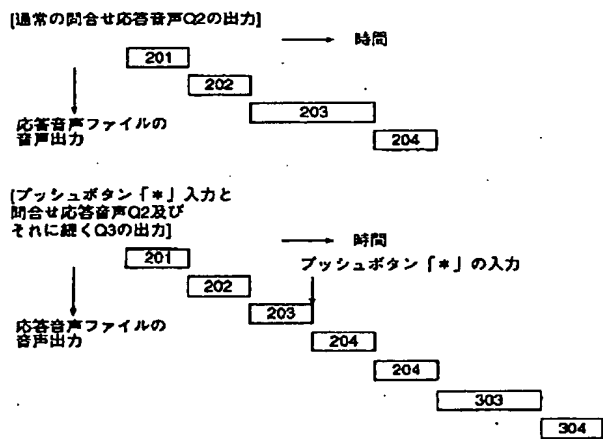 [通常の問合せ応答音声Q2の出力]
時間
201
202
203
204
応答音声ファイルの
音声出力
[プッシュボタン「＊」入力と
問合せ応答音声Q2及び
それに続くQ3の出力]
時間
プッシュボタン「＊」の入力
201
202
203
応答音声ファイルの
音声出力
204
204
303
304